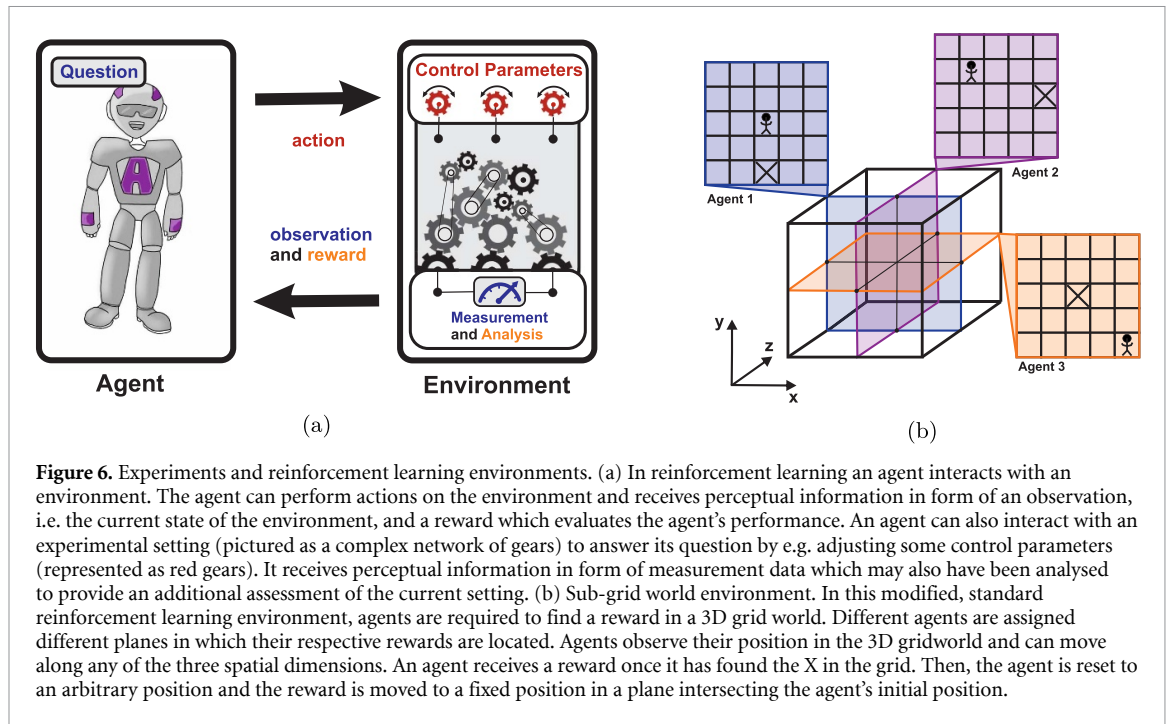 Question
A
Agent
action
observation
and reward
Control Parameters
Measurement
and Analysis
Environment
(a)
Agent 1
Agent 2
Agent 3
y
z
x
(b)
Figure 6. Experiments and reinforcement learning environments. (a) In reinforcement learning an agent interacts with an
environment. The agent can perform actions on the environment and receives perceptual information in form of an observation,
i.e. the current state of the environment, and a reward which evaluates the agent's performance. An agent can also interact with an
experimental setting (pictured as a complex network of gears) to answer its question by e.g. adjusting some control parameters
(represented as red gears). It receives perceptual information in form of measurement data which may also have been analysed
to provide an additional assessment of the current setting. (b) Sub-grid world environment. In this modified, standard
reinforcement learning environment, agents are required to find a reward in a 3D grid world. Different agents are assigned
different planes in which their respective rewards are located. Agents observe their position in the 3D gridworld and can move
along any of the three spatial dimensions. An agent receives a reward once it has found the X in the grid. Then, the agent is reset to
an arbitrary position and the reward is moved to a fixed position in a plane intersecting the agent's initial position.